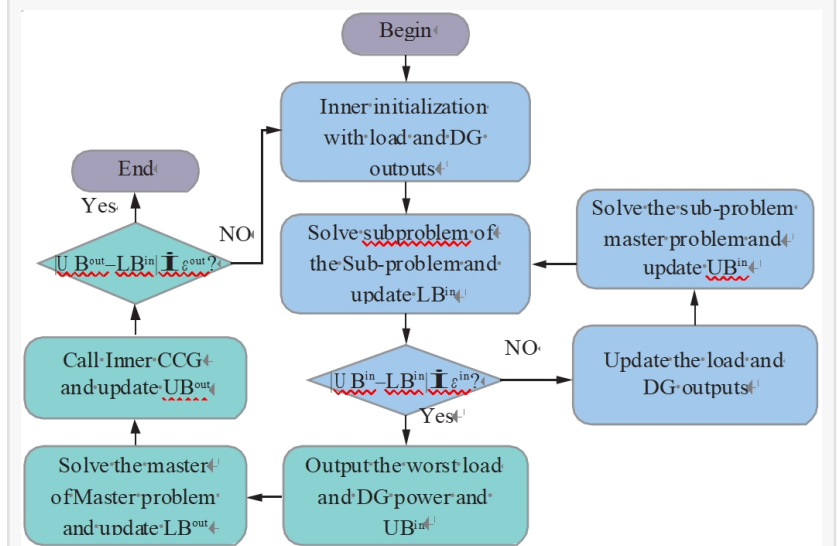 Begin
Inner initialization
with load and DG
outputs
End
Yes
NO
|U Bᵒᵘᵗ–LBⁱⁿ| Ī εᵒᵘᵗ?
Solve subproblem of
the Sub-problem and
update LBⁱⁿ
Solve the sub-problem
master problem and
update UBⁱⁿ
Call Inner CCG
and update UBᵒᵘᵗ
|U Bⁱⁿ–LBⁱⁿ| Ī εⁱⁿ?
NO
Yes
Update the load and
DG outputs
Solve the master
of Master problem
and update LBᵒᵘᵗ
Output the worst load
and DG power and
UBⁱⁿ